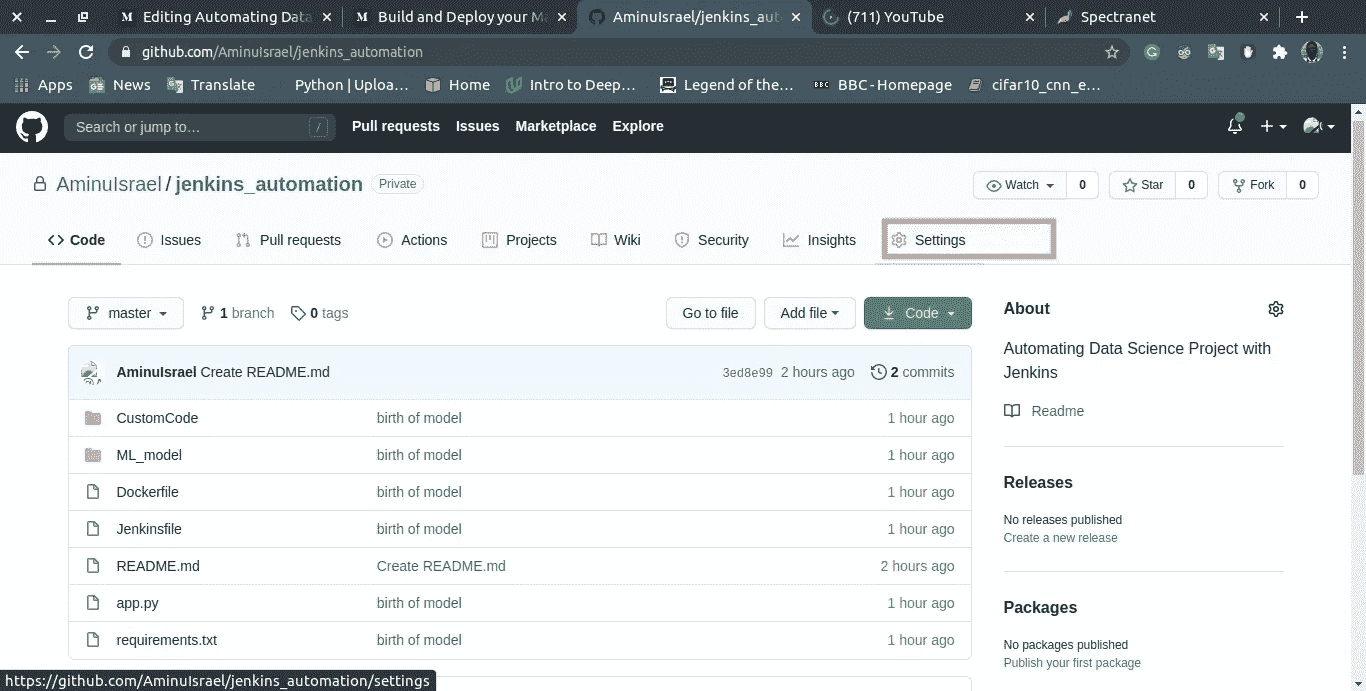 Editing Automating Data
Build and Deploy your Ma
AminuIsrael/jenkins_aut
(711) YouTube
Spectranet
github.com/AminuIsrael/jenkins_automation
Apps News Translate Python | Uploa… Home Intro to Deep… Legend of the… BBC BBC - Homepage cifar10_cnn_e…
Search or jump to… / Pull requests Issues Marketplace Explore
AminuIsrael / jenkins_automation Private
Watch 0 Star 0 Fork 0
Code Issues Pull requests Actions Projects Wiki Security Insights Settings
master 1 branch 0 tags Go to file Add file Code
AminuIsrael Create README.md 3ed8e99 2 hours ago 2 commits
CustomCode birth of model 1 hour ago
ML_model birth of model 1 hour ago
Dockerfile birth of model 1 hour ago
Jenkinsfile birth of model 1 hour ago
README.md Create README.md 2 hours ago
app.py birth of model 1 hour ago
requirements.txt birth of model 1 hour ago
About
Automating Data Science Project with
Jenkins
Readme
Releases
No releases published
Create a new release
Packages
No packages published
Publish your first package
https://github.com/AminuIsrael/jenkins_automation/settings